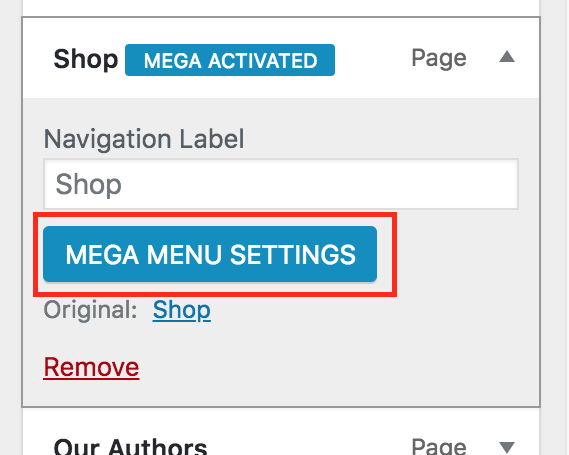 Shop MEGA ACTIVATED Page
Navigation Label
Shop
MEGA MENU SETTINGS
Original: Shop
Remove
Our Authors Page